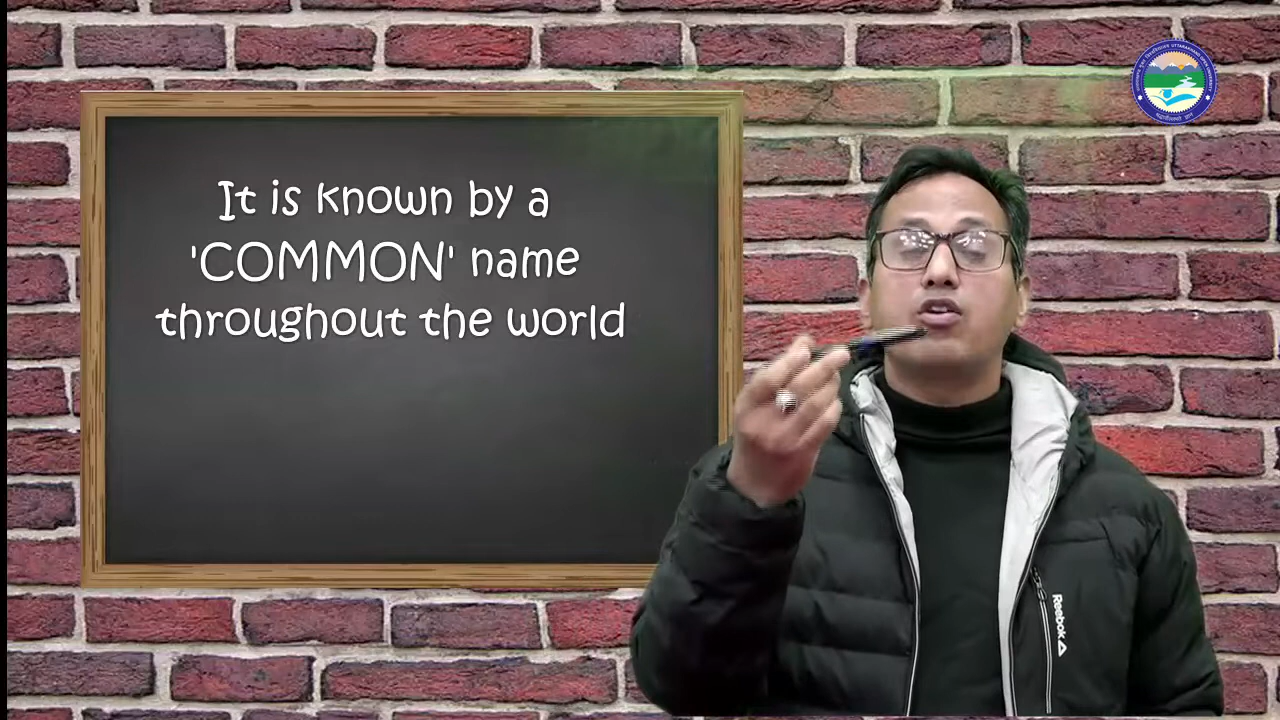 It is known by a
'COMMON' name
throughout the world
Reebok